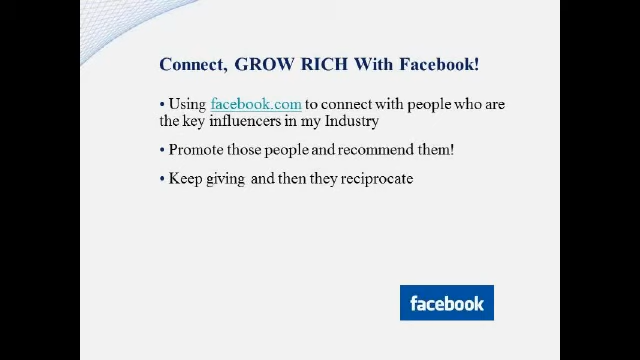 Connect, GROW RICH With Facebook!
• Using facebook.com to connect with people who are
the key influencers in my Industry
• Promote those people and recommend them!
• Keep giving and then they reciprocate
facebook